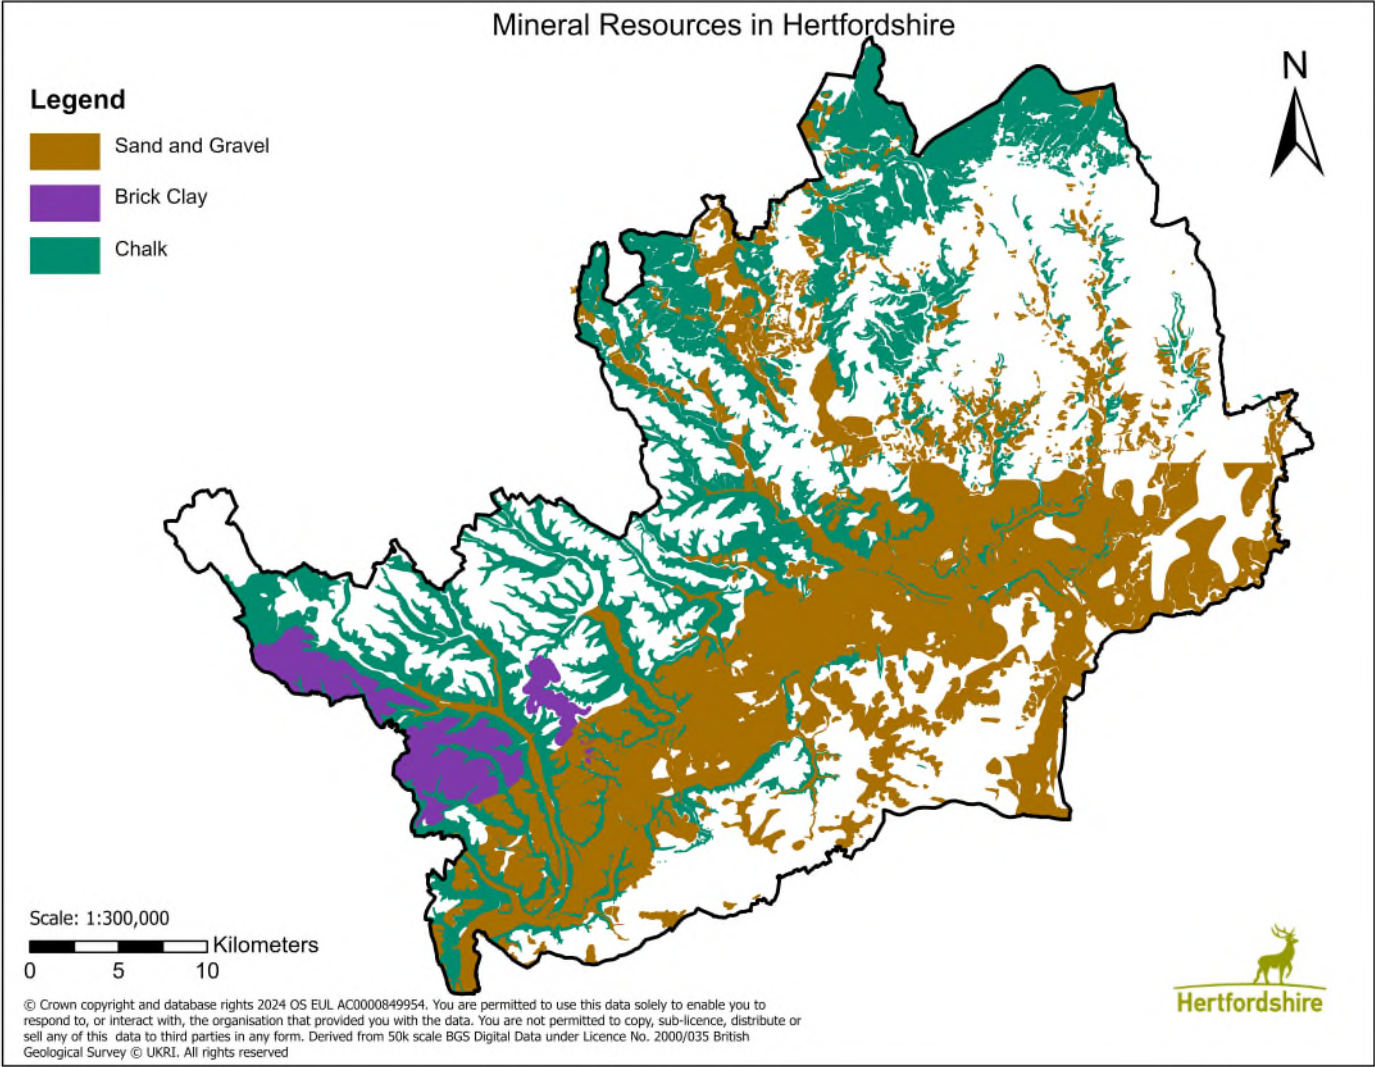 Mineral Resources in Hertfordshire
N
Legend
Sand and Gravel
Brick Clay
Chalk
Scale: 1:300,000
Kilometers
0 5 10
© Crown copyright and database rights 2024 OS EUL AC0000849954. You are permitted to use this data solely to enable you to
respond to, or interact with, the organisation that provided you with the data. You are not permitted to copy, sub-licence, distribute or
sell any of this data to third parties in any form. Derived from 50k scale BGS Digital Data under Licence No. 2000/035 British
Geological Survey © UKRI. All rights reserved
Hertfordshire